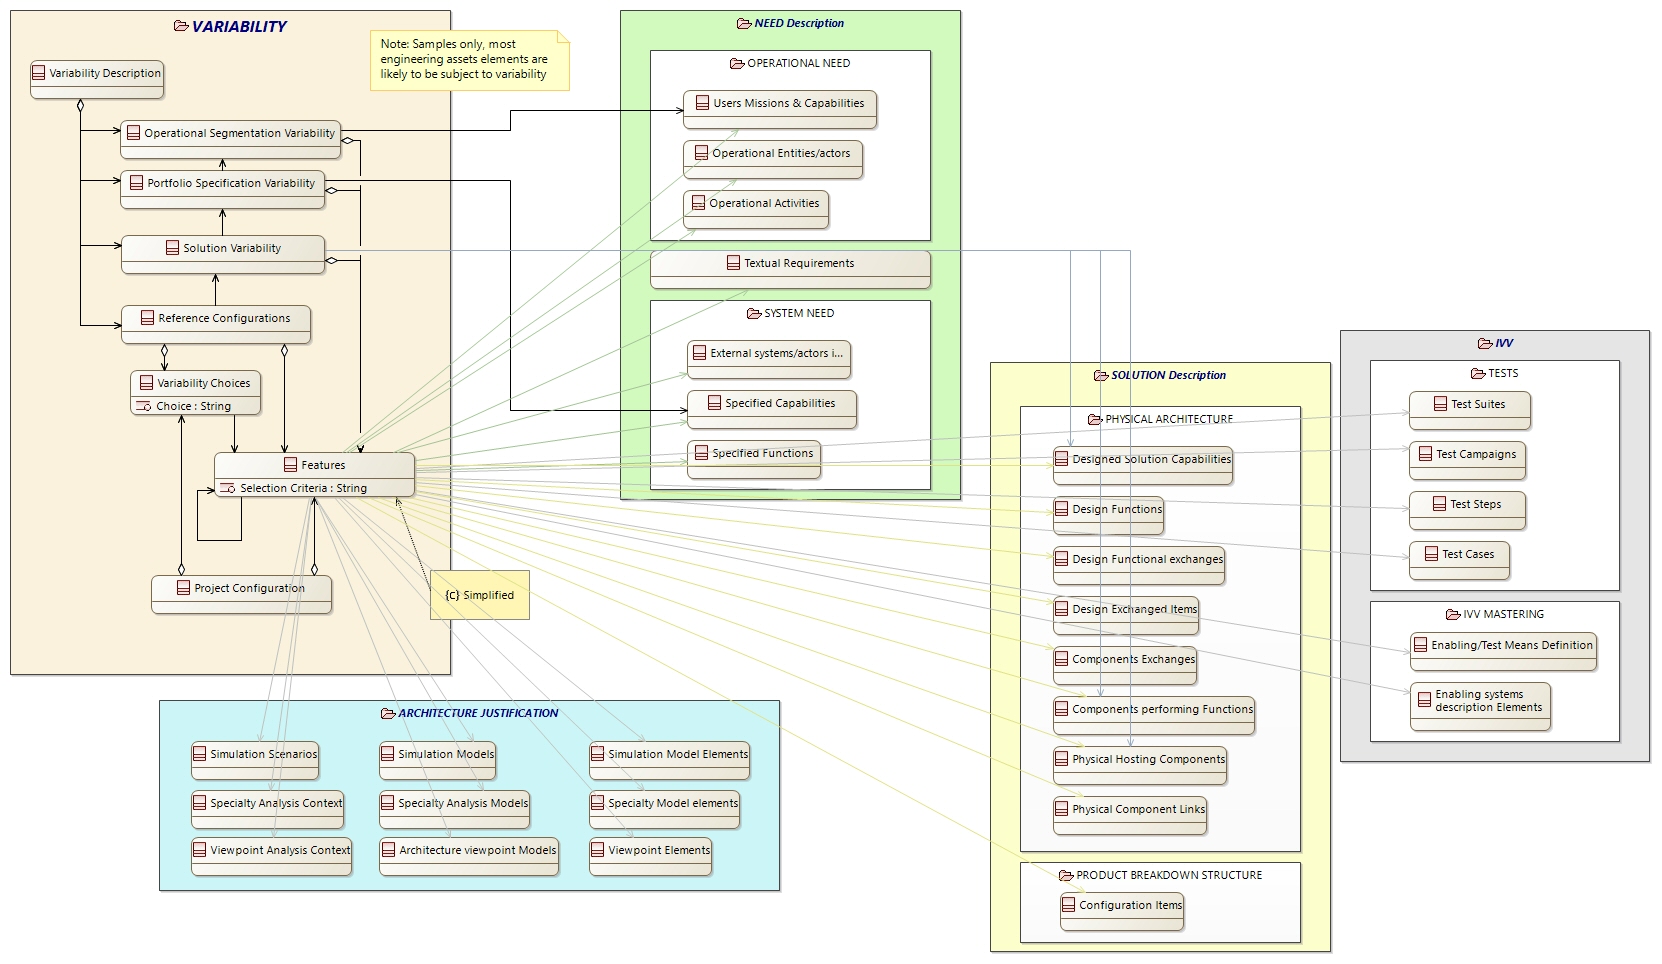 VARIABILITY
Note: Samples only, most
engineering assets elements are
likely to be subject to variability
Variability Description
Operational Segmentation Variability
Portfolio Specification Variability
Solution Variability
Reference Configurations
Variability Choices
Choice : String
Features
Selection Criteria : String
Project Configuration
{c} Simplified
NEED Description
OPERATIONAL NEED
Users Missions & Capabilities
Operational Entities/actors
Operational Activities
Textual Requirements
SYSTEM NEED
External systems/actors i...
Specified Capabilities
Specified Functions
SOLUTION Description
PHYSICAL ARCHITECTURE
Designed Solution Capabilities
Design Functions
Design Functional exchanges
Design Exchanged Items
Components Exchanges
Components performing Functions
Physical Hosting Components
Physical Component Links
PRODUCT BREAKDOWN STRUCTURE
Configuration Items
IVV
TESTS
Test Suites
Test Campaigns
Test Steps
Test Cases
IVV MASTERING
Enabling/Test Means Definition
Enabling systems
description Elements
ARCHITECTURE JUSTIFICATION
Simulation Scenarios
Simulation Models
Simulation Model Elements
Specialty Analysis Context
Specialty Analysis Models
Specialty Model elements
Viewpoint Analysis Context
Architecture viewpoint Models
Viewpoint Elements